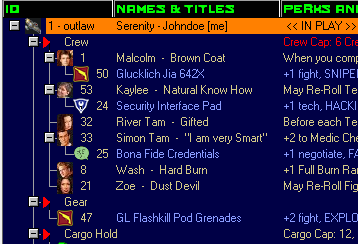 ID NAMES & TITLES PERKS AN
1 - outlaw Serenity - Johndoe [me] << IN PLAY >>
Crew Crew Cap: 6 Cre
1 Malcolm - Brown Coat When you comp
50 Glucklich Jia 64ZX +1 fight, SNIPE
53 Kaylee - Natural Know How May Re-Roll Te
24 Security Interface Pad +1 tech, HACKI
32 River Tam - Gifted Before each Te
33 Simon Tam - "I am very Smart" +2 to Medic Che
25 Bona Fide Credentials +1 negotiate, FA
8 Wash - Hard Burn +1 Full Burn Ran
21 Zoe - Dust Devil May Re-Roll Fig
Gear
47 GL Flashkill Pod Grenades +2 fight, EXPLO
Cargo Hold Cargo Cap: 12,